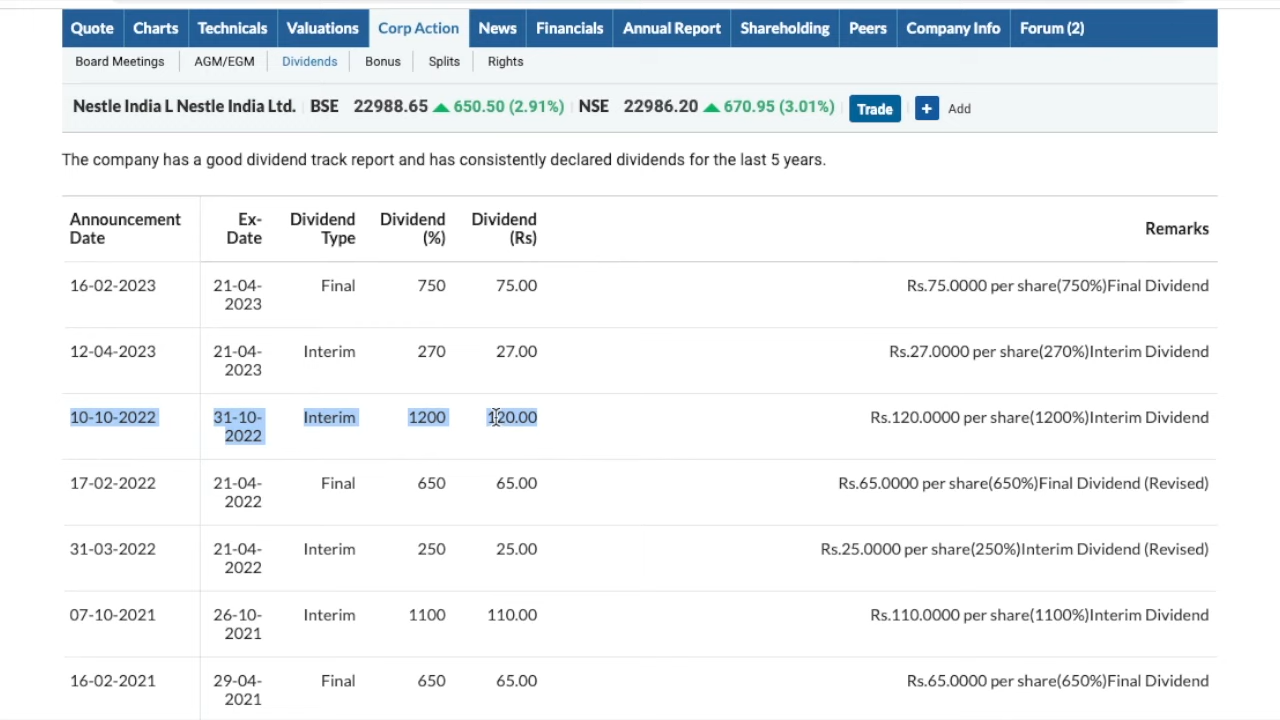 Quote Charts Technicals Valuations Corp Action News Financials Annual Report Shareholding Peers Company Info Forum (2)
Board Meetings AGM/EGM Dividends Bonus Splits Rights
Nestle India L Nestle India Ltd. BSE 22988.65 650.50 (2.91%) NSE 22986.20 670.95 (3.01%) Trade + Add
The company has a good dividend track report and has consistently declared dividends for the last 5 years.
Announcement Date Ex-Date Dividend Type Dividend (%) Dividend (Rs) Remarks
16-02-2023 21-04-2023 Final 750 75.00 Rs.75.0000 per share(750%)Final Dividend
12-04-2023 21-04-2023 Interim 270 27.00 Rs.27.0000 per share(270%)Interim Dividend
10-10-2022 31-10-2022 Interim 1200 120.00 Rs.120.0000 per share(1200%)Interim Dividend
17-02-2022 21-04-2022 Final 650 65.00 Rs.65.0000 per share(650%)Final Dividend (Revised)
31-03-2022 21-04-2022 Interim 250 25.00 Rs.25.0000 per share(250%)Interim Dividend (Revised)
07-10-2021 26-10-2021 Interim 1100 110.00 Rs.110.0000 per share(1100%)Interim Dividend
16-02-2021 29-04-2021 Final 650 65.00 Rs.65.0000 per share(650%)Final Dividend